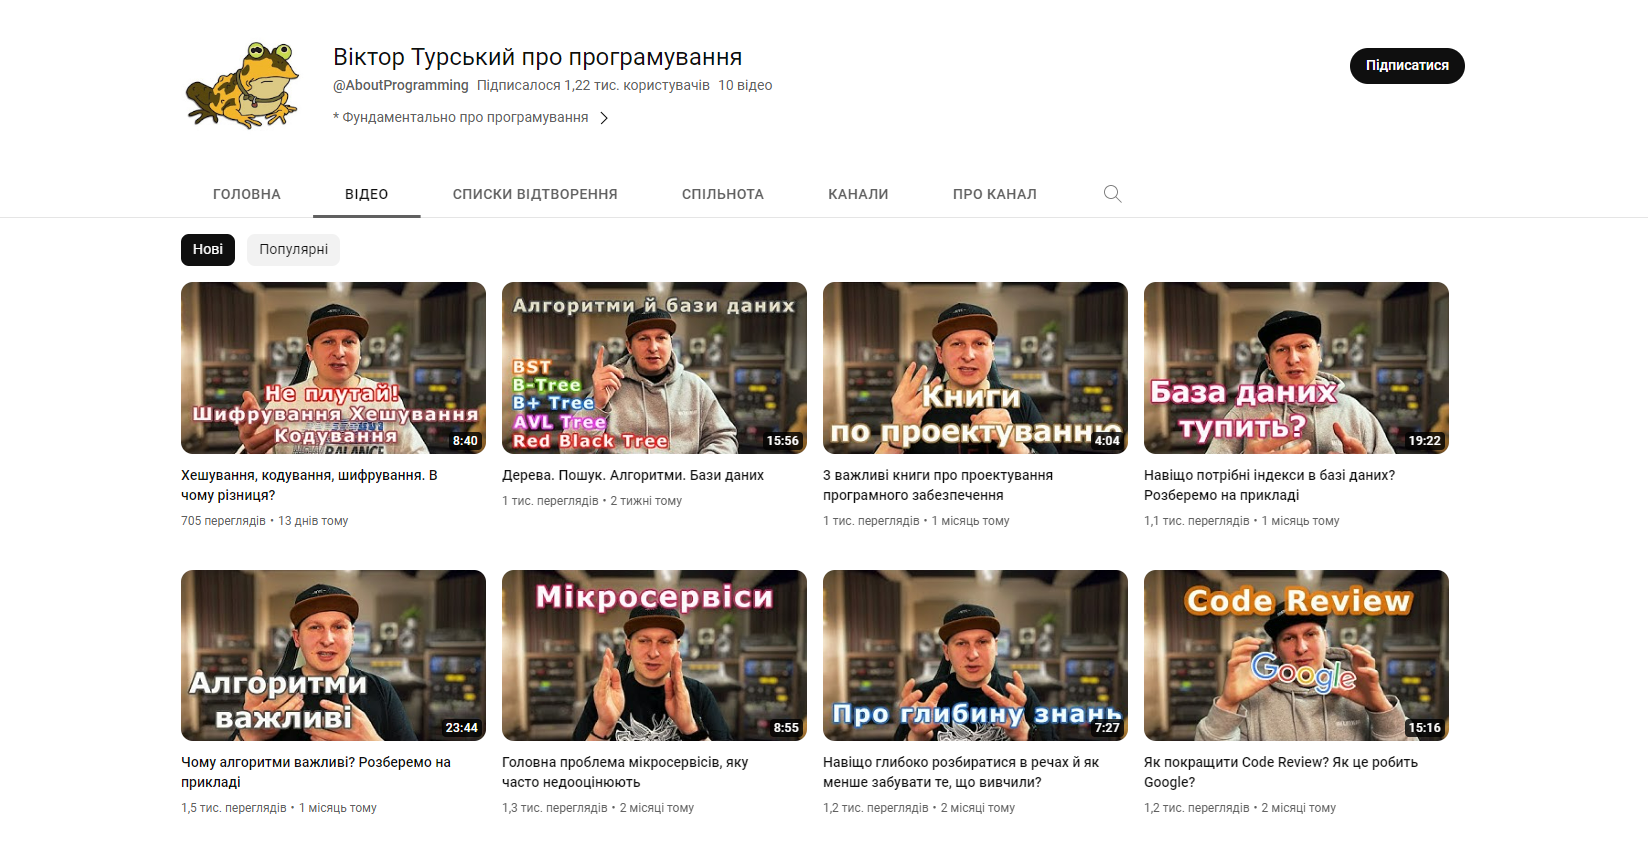 Віктор Турський про програмування
@AboutProgramming Підписалося 1,22 тис. користувачів 10 відео
* Фундаментально про програмування
Підписатися
ГОЛОВНА ВІДЕО СПИСКИ ВІДТВОРЕННЯ СПІЛЬНОТА КАНАЛИ ПРО КАНАЛ
Нові Популярні
Не плутай!
Шифрування Хешування
Кодування
8:40
Хешування, кодування, шифрування. В
чому різниця?
705 переглядів • 13 днів тому
Алгоритми й бази даних
BST
B-Tree
B+ Tree
AVL Tree
Red Black Tree
15:56
Дерева. Пошук. Алгоритми. Бази даних
1 тис. переглядів • 2 тижні тому
Книги
по проектуванню
4:04
3 важливі книги про проектування
програмного забезпечення
1 тис. переглядів • 1 місяць тому
База даних
тупить?
19:22
Навіщо потрібні індекси в базі даних?
Розберемо на прикладі
1,1 тис. переглядів • 1 місяць тому
Алгоритми
важливі
23:44
Чому алгоритми важливі? Розберемо на
прикладі
1,5 тис. переглядів • 1 місяць тому
Мікросервіси
8:55
Головна проблема мікросервісів, яку
часто недооцінюють
1,3 тис. переглядів • 2 місяці тому
Про глибину знань
7:27
Навіщо глибоко розбиратися в речах й як
менше забувати те, що вивчили?
1,2 тис. переглядів • 2 місяці тому
Code Review
Google
15:16
Як покращити Code Review? Як це робить
Google?
1,2 тис. переглядів • 2 місяці тому